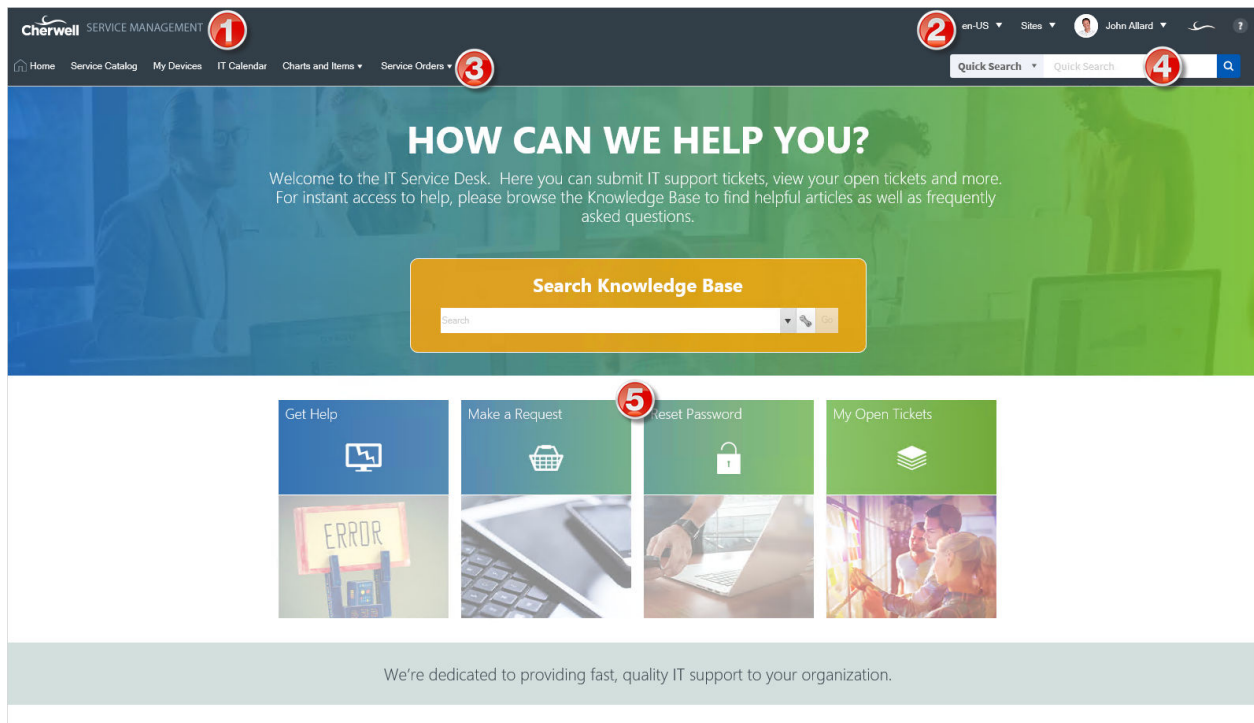 Cherwell SERVICE MANAGEMENT 1
2 en-US Sites John Allard ?
Home Service Catalog My Devices IT Calendar Charts and Items Service Orders 3
Quick Search Quick Search 4
HOW CAN WE HELP YOU?
Welcome to the IT Service Desk. Here you can submit IT support tickets, view your open tickets and more.
For instant access to help, please browse the Knowledge Base to find helpful articles as well as frequently
asked questions.
Search Knowledge Base
Search Go
5
Get Help Make a Request Reset Password My Open Tickets
1
ERROR
We're dedicated to providing fast, quality IT support to your organization.